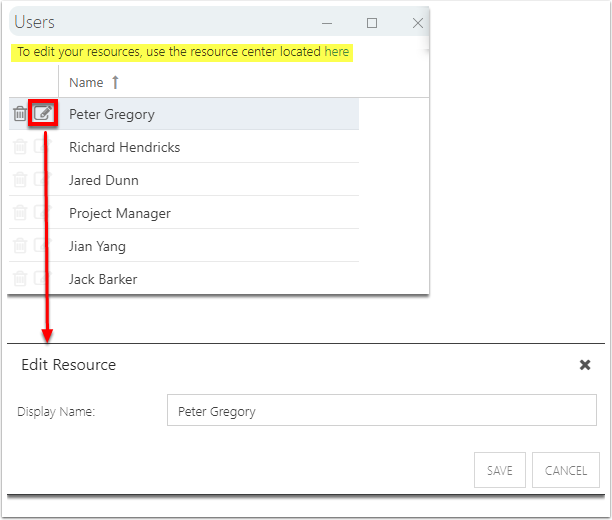 Users
To edit your resources, use the resource center located here
Name
Peter Gregory
Richard Hendricks
Jared Dunn
Project Manager
Jian Yang
Jack Barker
Edit Resource
Display Name: Peter Gregory
SAVE CANCEL